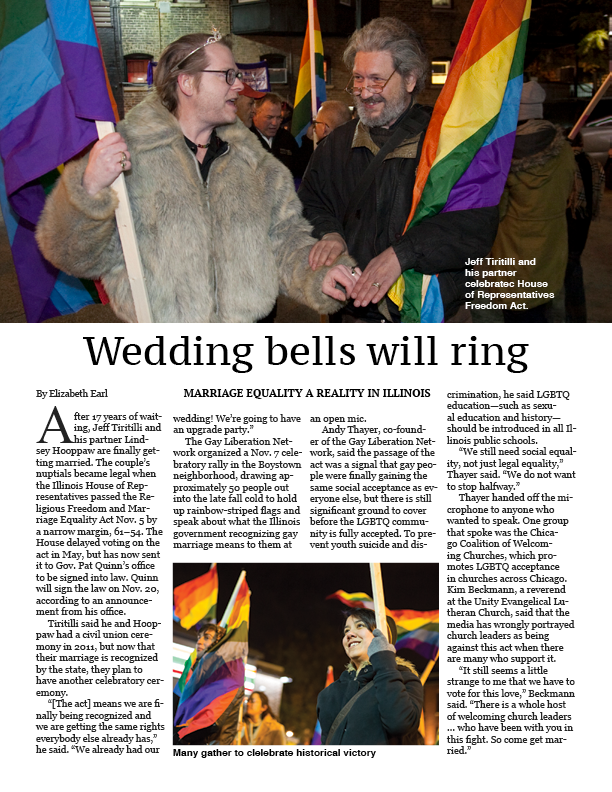 Jeff Tiritilli and
his partner
celebratec House
of Representatives
Freedom Act.
Wedding bells will ring
By Elizabeth Earl
MARRIAGE EQUALITY A REALITY IN ILLINOIS
After 17 years of wait-
ing, Jeff Tiritilli and
his partner Lind-
sey Hooppaw are finally get-
ting married. The couple's
nuptials became legal when
the Illinois House of Rep-
resentatives passed the Re-
ligious Freedom and Mar-
riage Equality Act Nov. 5 by
a narrow margin, 61–54. The
House delayed voting on the
act in May, but has now sent
it to Gov. Pat Quinn's office
to be signed into law. Quinn
will sign the law on Nov. 20,
according to an announce-
ment from his office.
Tiritilli said he and Hoop-
paw had a civil union cere-
mony in 2011, but now that
their marriage is recognized
by the state, they plan to
have another celebratory cer-
emony.
"[The act] means we are fi-
nally being recognized and
we are getting the same rights
everybody else already has,"
he said. "We already had our
wedding! We're going to have
an upgrade party."
The Gay Liberation Net-
work organized a Nov. 7 cele-
bratory rally in the Boystown
neighborhood, drawing ap-
proximately 50 people out
into the late fall cold to hold
up rainbow-striped flags and
speak about what the Illinois
government recognizing gay
marriage means to them at
an open mic.
Andy Thayer, co-found-
er of the Gay Liberation Net-
work, said the passage of the
act was a signal that gay peo-
ple were finally gaining the
same social acceptance as ev-
eryone else, but there is still
significant ground to cover
before the LGBTQ commu-
nity is fully accepted. To pre-
vent youth suicide and dis-
Many gather to clelebrate historical victory
crimination, he said LGBTQ
education—such as sexu-
al education and history—
should be introduced in all Il-
linois public schools.
"We still need social equal-
ity, not just legal equality,"
Thayer said. "We do not want
to stop halfway."
Thayer handed off the mi-
crophone to anyone who
wanted to speak. One group
that spoke was the Chica-
go Coalition of Welcom-
ing Churches, which pro-
motes LGBTQ acceptance
in churches across Chicago.
Kim Beckmann, a reverend
at the Unity Evangelical Lu-
theran Church, said that the
media has wrongly portrayed
church leaders as being
against this act when there
are many who support it.
"It still seems a little
strange to me that we have to
vote for this love," Beckmann
said. "There is a whole host
of welcoming church leaders
... who have been with you in
this fight. So come get mar-
ried."